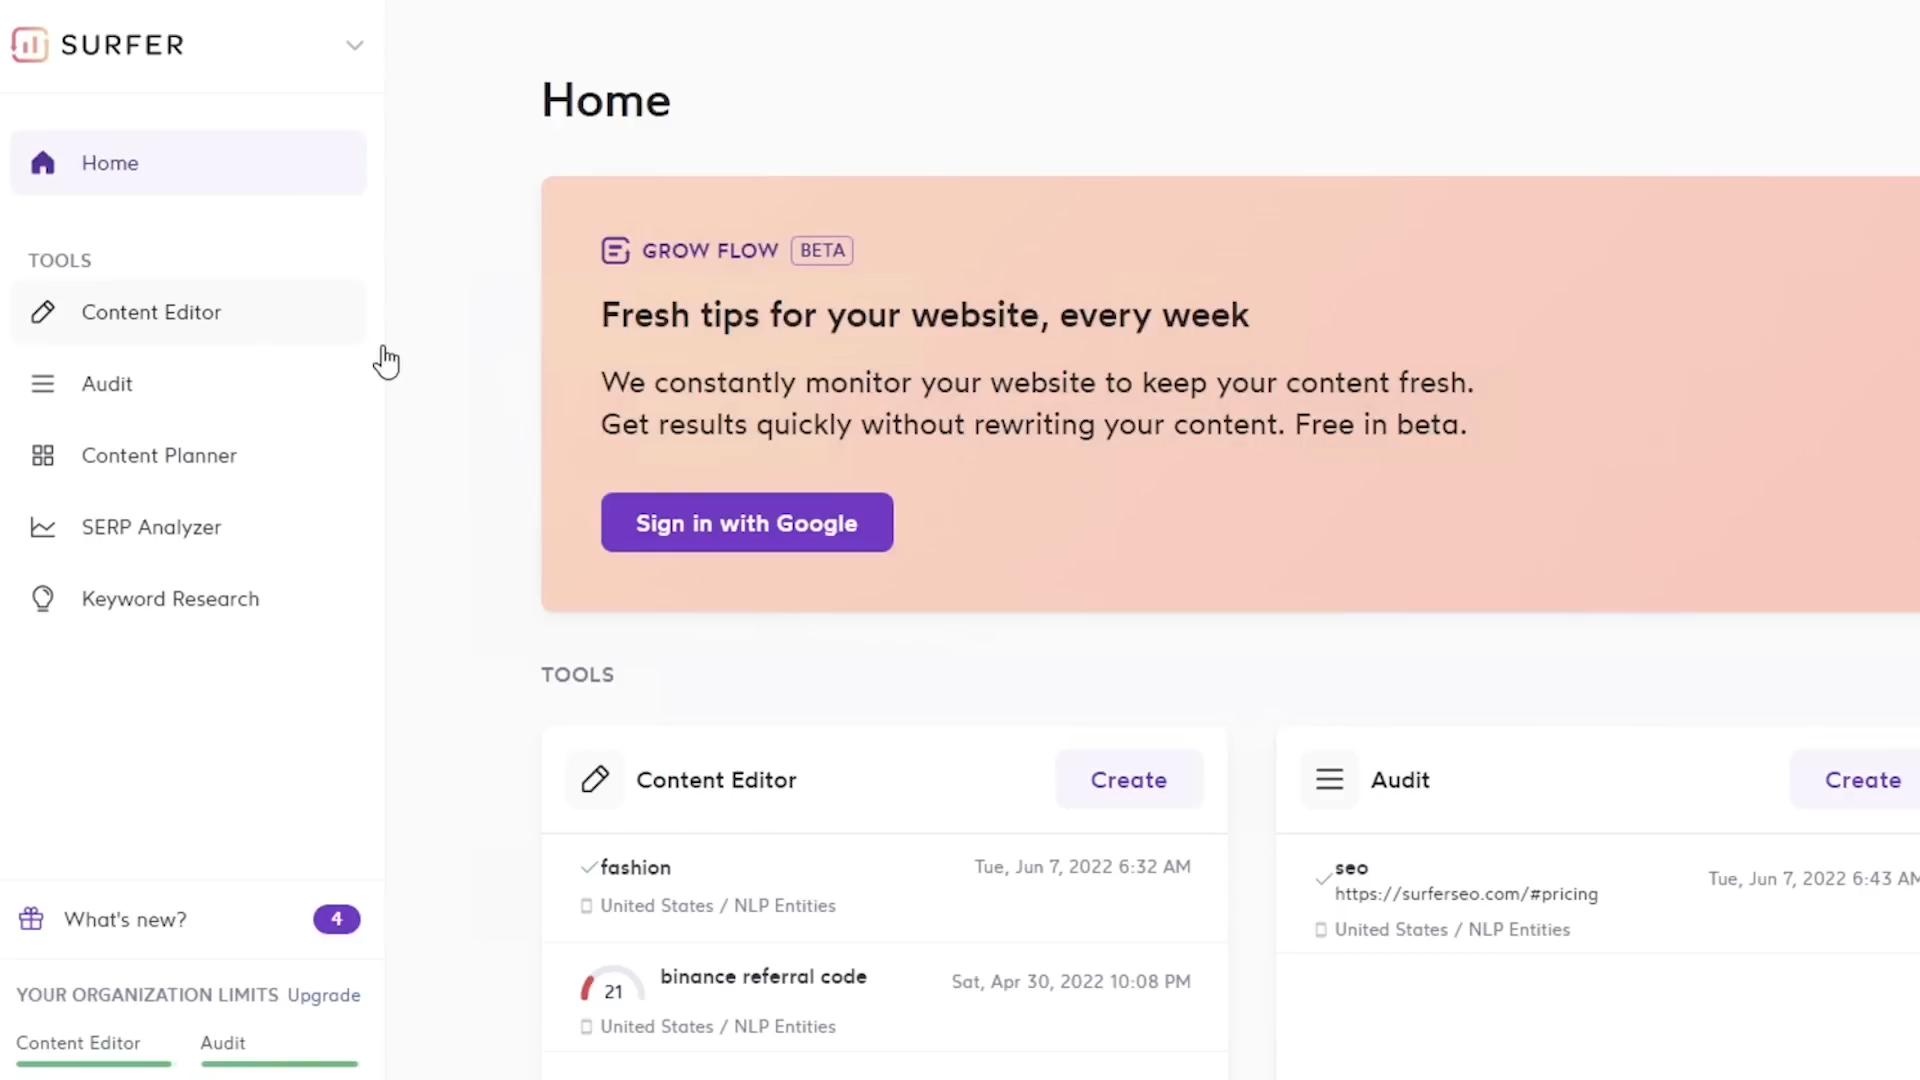 SURFER
Home
TOOLS
Content Editor
Audit
Content Planner
SERP Analyzer
Keyword Research
What's new?
4
YOUR ORGANIZATION LIMITS Upgrade
Content Editor
Audit
Home
GROW FLOW BETA
Fresh tips for your website, every week
We constantly monitor your website to keep your content fresh.
Get results quickly without rewriting your content. Free in beta.
Sign in with Google
TOOLS
Content Editor
Create
fashion
Tue, Jun 7, 2022 6:32 AM
United States / NLP Entities
21
binance referral code
Sat, Apr 30, 2022 10:08 PM
United States / NLP Entities
Audit
Create
seo
https://surferseo.com/#pricing
Tue, Jun 7, 2022 6:43 AM
United States / NLP Entities